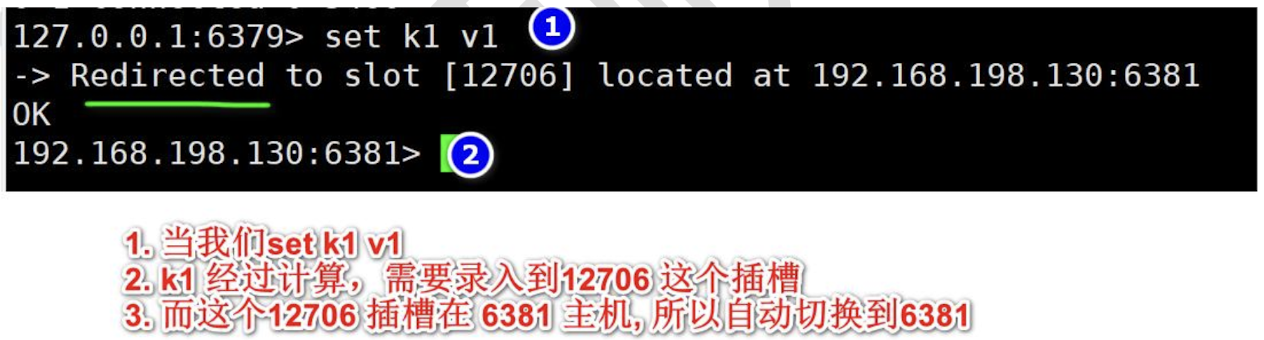 127.0.0.1:6379> set k1 v1 1
-> Redirected to slot [12706] located at 192.168.198.130:6381
OK
192.168.198.130:6381> 2
1. 当我们set k1 v1
2. k1 经过计算，需要录入到12706 这个插槽
3. 而这个12706 插槽在 6381 主机, 所以自动切换到6381